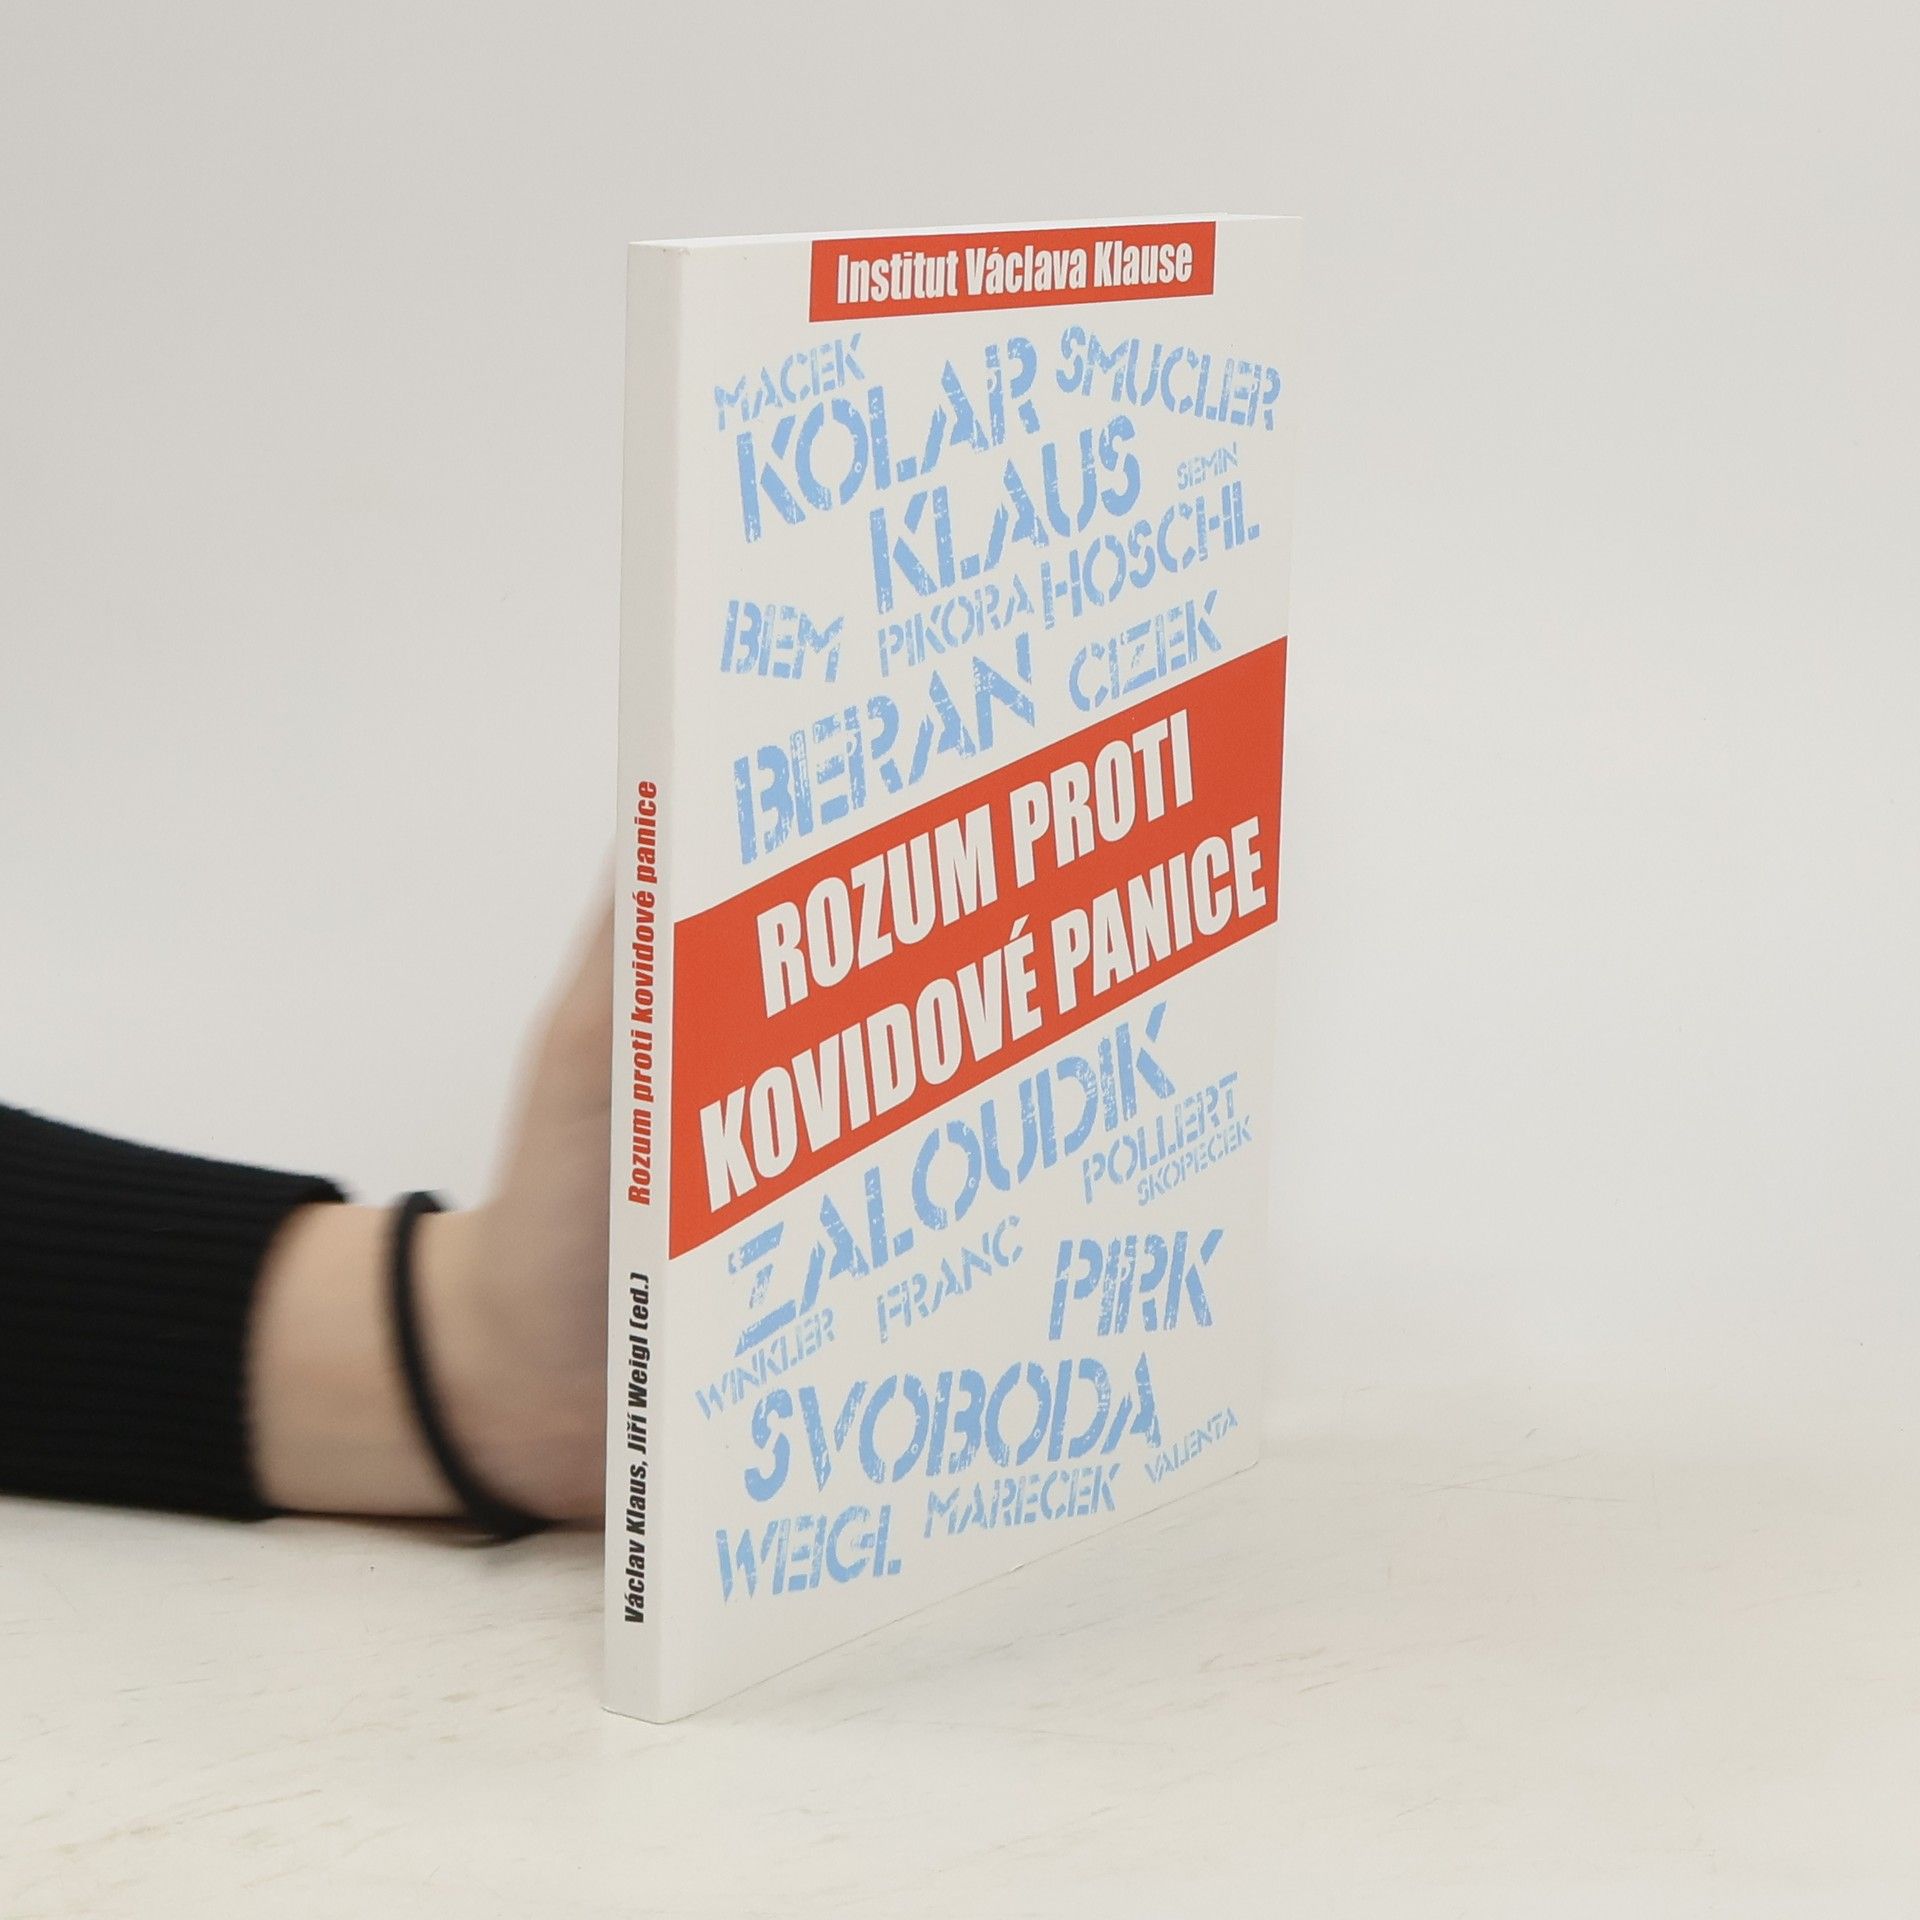 Institut Václava Klause
MACEK
KOLAR
SMUCLER
KLAUS
SEMIN
HOSCHL
BEM
PIKORA
CIZEK
BERAN
ROZUM PROTI
KOVIDOVÉ PANICE
ZALOUDIK
POLLERT
SKOPECEK
FRANC
PIRK
WINKLER
SVOBODA
VALENTA
MARECEK
WEIGL
Václav Klaus, Jiří Weigl (ed.)
Rozum proti kovidové panice